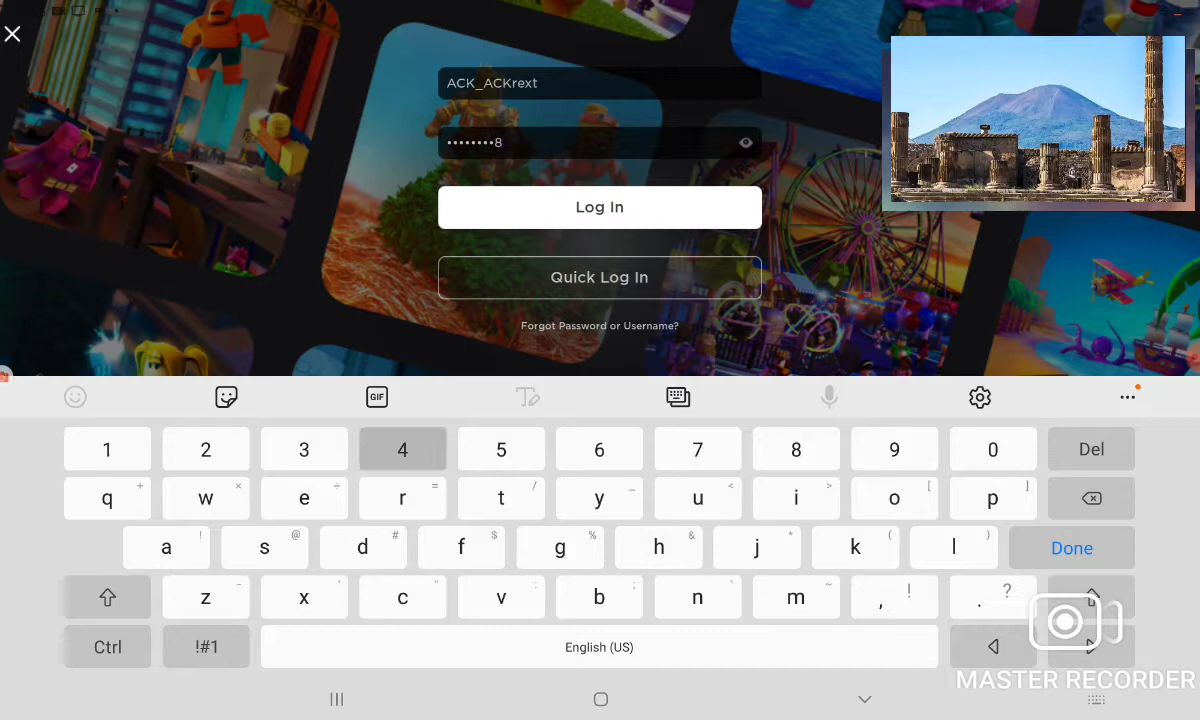 ACK_ACKrext
••••••••8
Log In
Quick Log In
Forgot Password or Username?
GIF
1 2 3 4 5 6 7 8 9 0 Del
+ × ÷ = / _ < > [ ]
q w e r t y u i o p
! @ # $ % & * ( )
a s d f g h j k l Done
- ' " : ; ` ~ ! ?
z x c v b n m , .
Ctrl !#1 English (US)
MASTER RECORDER